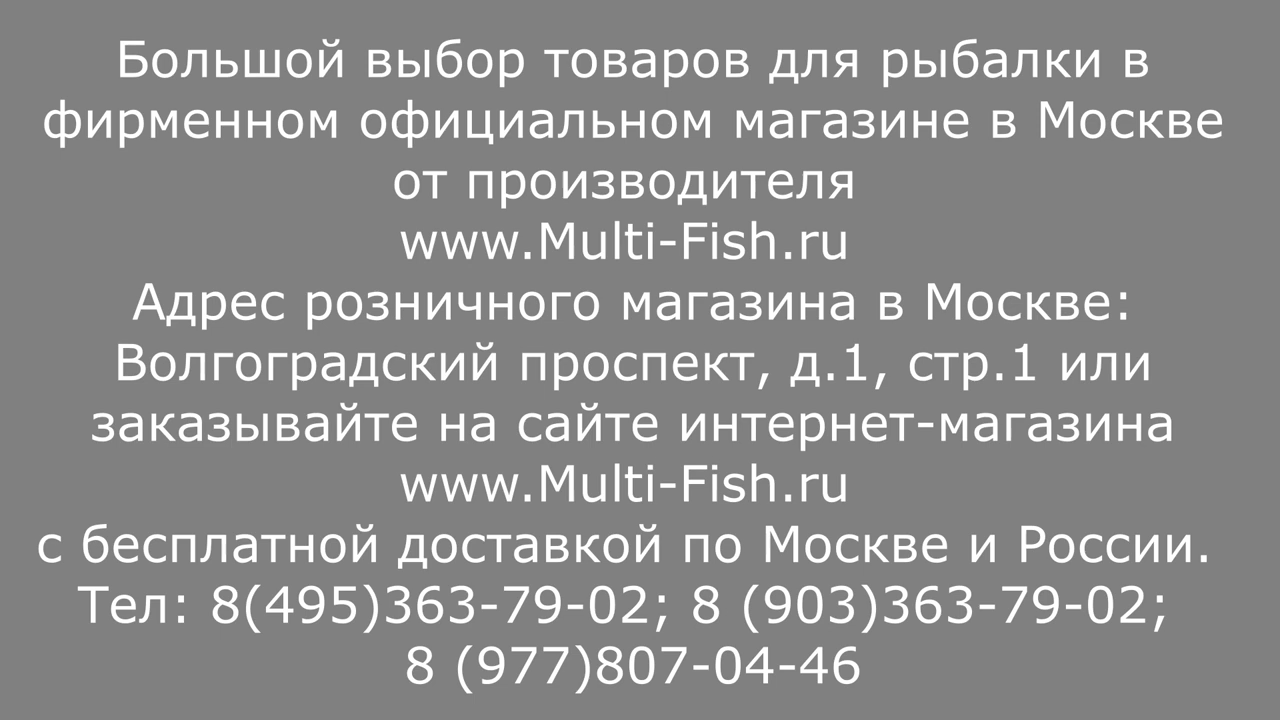 Большой выбор товаров для рыбалки в
фирменном официальном магазине в Москве
от производителя
www.Multi-Fish.ru
Адрес розничного магазина в Москве:
Волгоградский проспект, д.1, стр.1 или
заказывайте на сайте интернет-магазина
www.Multi-Fish.ru
с бесплатной доставкой по Москве и России.
Тел: 8(495)363-79-02; 8 (903)363-79-02;
8 (977)807-04-46